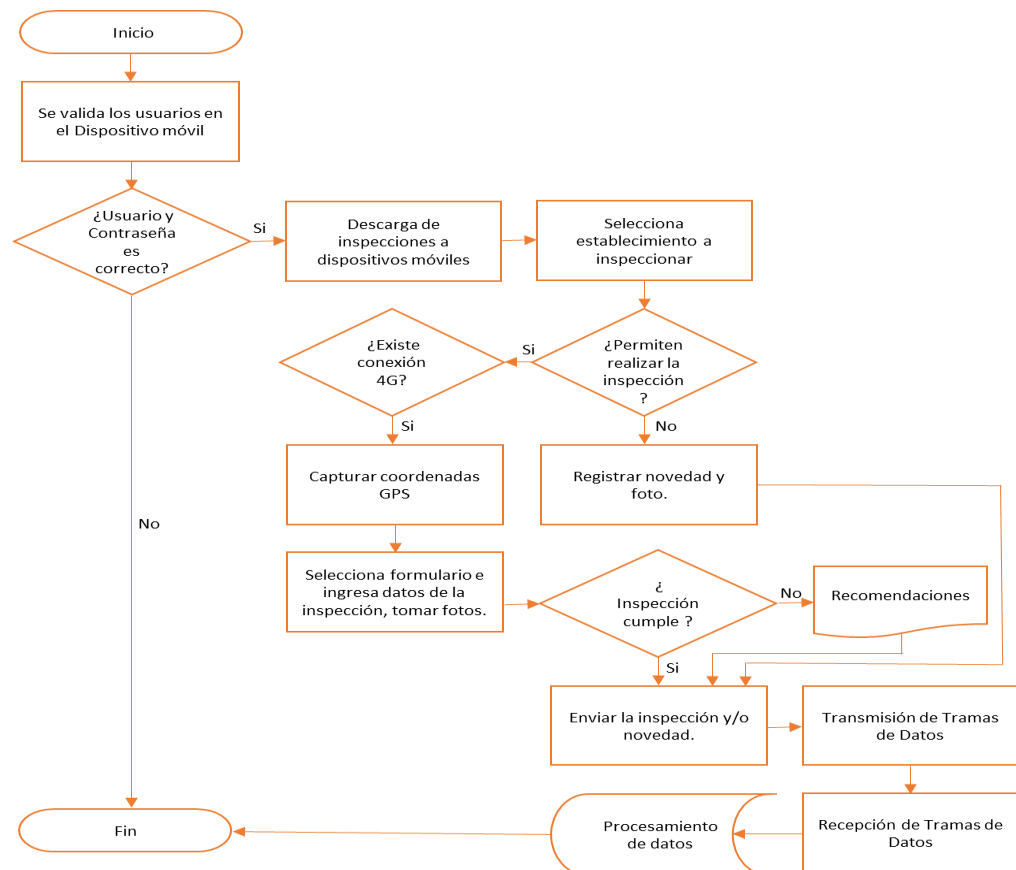 Inicio
Se valida los usuarios en
el Dispositivo móvil
¿Usuario y
Contraseña
es
correcto?
Si
Descarga de
inspecciones a
dispositivos móviles
Selecciona
establecimiento a
inspeccionar
¿Existe
conexión
4G?
Si
¿Permiten
realizar la
inspección
?
Si
No
Capturar coordenadas
GPS
Registrar novedad y
foto.
No
Selecciona formulario e
ingresa datos de la
inspección, tomar fotos.
¿
Inspección
cumple ?
No
Recomendaciones
Si
Enviar la inspección y/o
novedad.
Transmisión de Tramas
de Datos
Fin
Procesamiento
de datos
Recepción de Tramas de
Datos